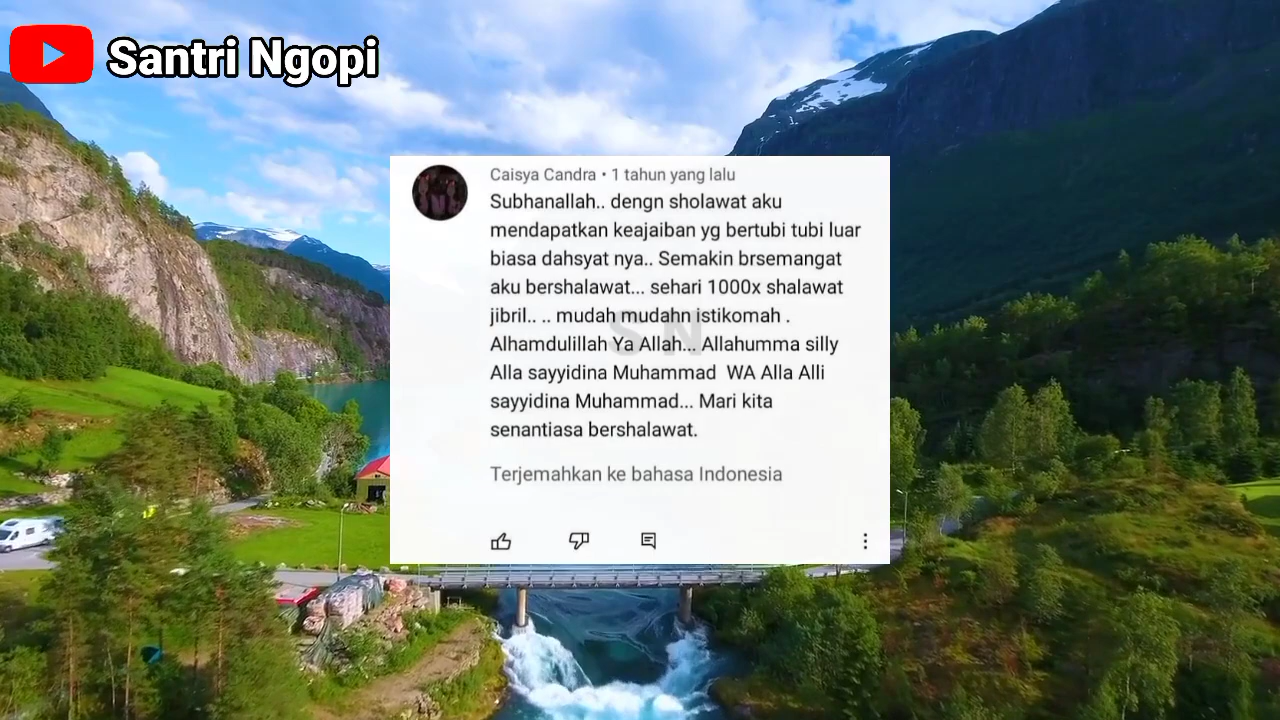 Santri Ngopi
Caisya Candra • 1 tahun yang lalu
Subhanallah.. dengn sholawat aku
mendapatkan keajaiban yg bertubi tubi luar
biasa dahsyat nya.. Semakin brsemangat
aku bershalawat... sehari 1000x shalawat
jibril.. .. mudah mudahn istikomah .
Alhamdulillah Ya Allah... Allahumma silly
Alla sayyidina Muhammad  WA Alla Alli
sayyidina Muhammad... Mari kita
senantiasa bershalawat.
Terjemahkan ke bahasa Indonesia
SN